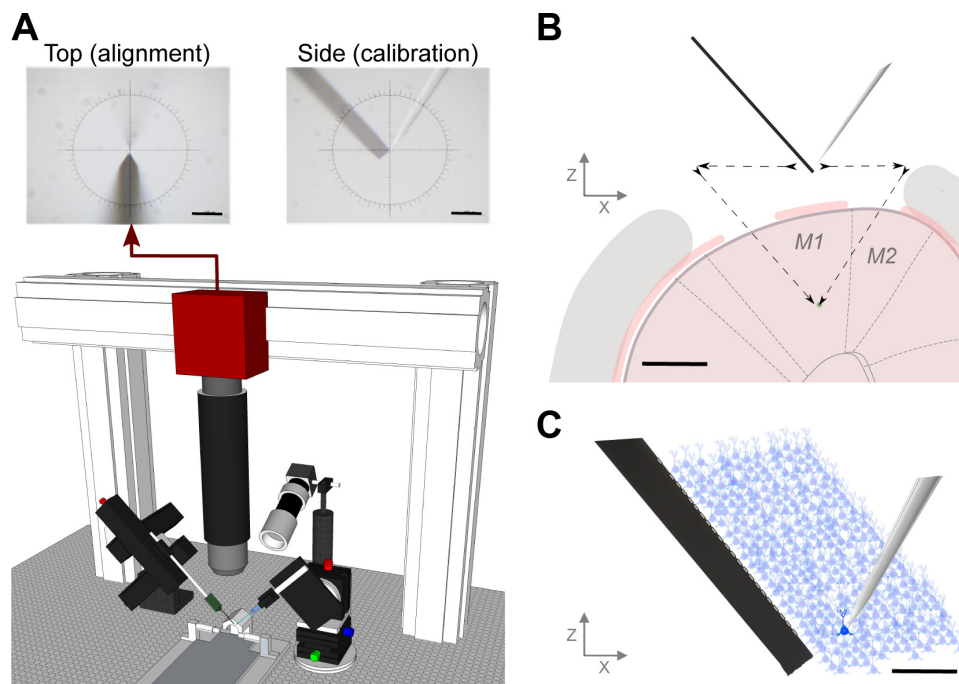 A
Top (alignment)
Side (calibration)
B
Z
X
M1
M2
C
Z
X